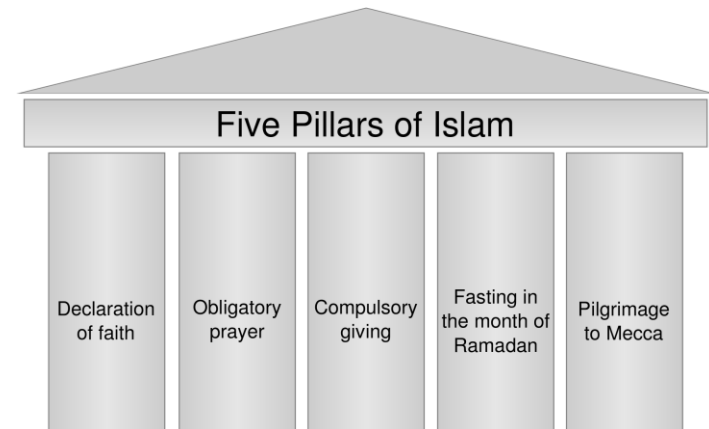 Five Pillars of Islam
Declaration
of faith
Obligatory
prayer
Compulsory
giving
Fasting in
the month of
Ramadan
Pilgrimage
to Mecca